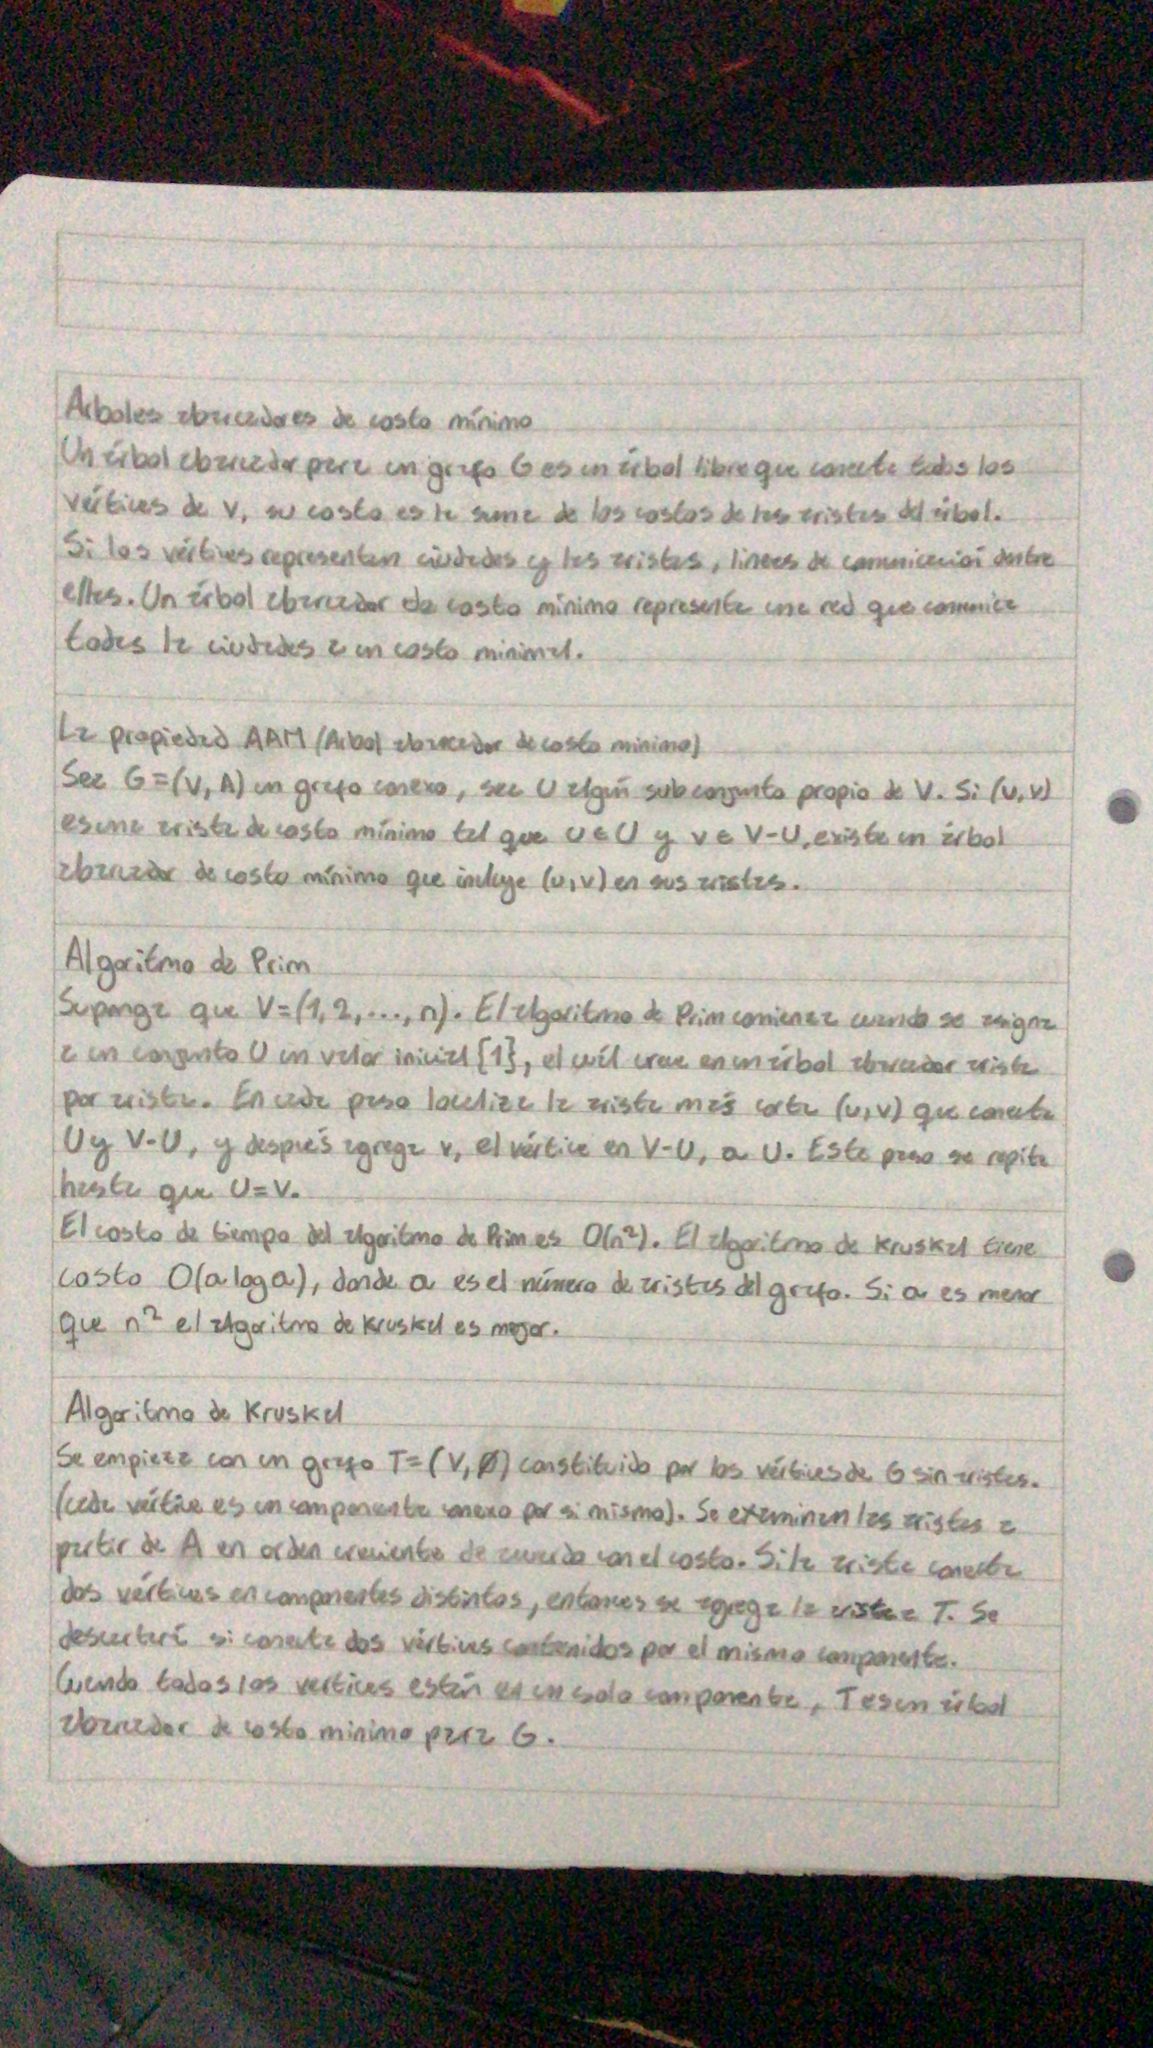 Arboles abarcadores de costo mínimo
Un árbol abarcador para un grafo G es un árbol libre que conecta todos los
vértices de V, su costo es la suma de los costos de las aristas del árbol.
Si los vértices representan ciudades y las aristas, lineas de comunicación dentre
ellas. Un árbol abarcador de costo mínimo representa una red que comunica
todas la ciudades a un costo minimal.
La propiedad AAM (Arbol abarcador de costo minimo)
Sea G=(V, A) un grafo conexo, sea U algún subconjunto propio de V. Si (u, v)
es una arista de costo mínimo tal que u∈U y v∈V-U, existe un árbol
abarcador de costo mínimo que incluye (u,v) en sus aristas.
Algoritmo de Prim
Suponga que V=(1, 2, ..., n). El algoritmo de Prim comienza cuando se asigna
a un conjunto U un valor inicial {1}, el cuál crece en un árbol abarcador arista
por arista. En cada paso localiza la arista más corta (u,v) que conecta
U y V-U, y después agrega v, el vértice en V-U, a U. Este paso se repite
hasta que U=V.
El costo de tiempo del algoritmo de Prim es O(n²). El algoritmo de Kruskal tiene
costo O(a log a), donde a es el número de aristas del grafo. Si a es menor
que n² el algoritmo de Kruskal es mejor.
Algoritmo de Kruskal
Se empieza con un grafo T=(V, Ø) constituido por los vértices de G sin aristas.
(cada vértice es un componente conexo por si mismo). Se examinan las aristas a
partir de A en orden creciente de acuerdo con el costo. Si la arista conecta
dos vértices en componentes distintos, entonces se agrega la arista a T. Se
descartará si conecta dos vértices contenidos por el mismo componente.
Cuando todos los vertices están en un solo componente, T es un árbol
abarcador de costo minimo para G.